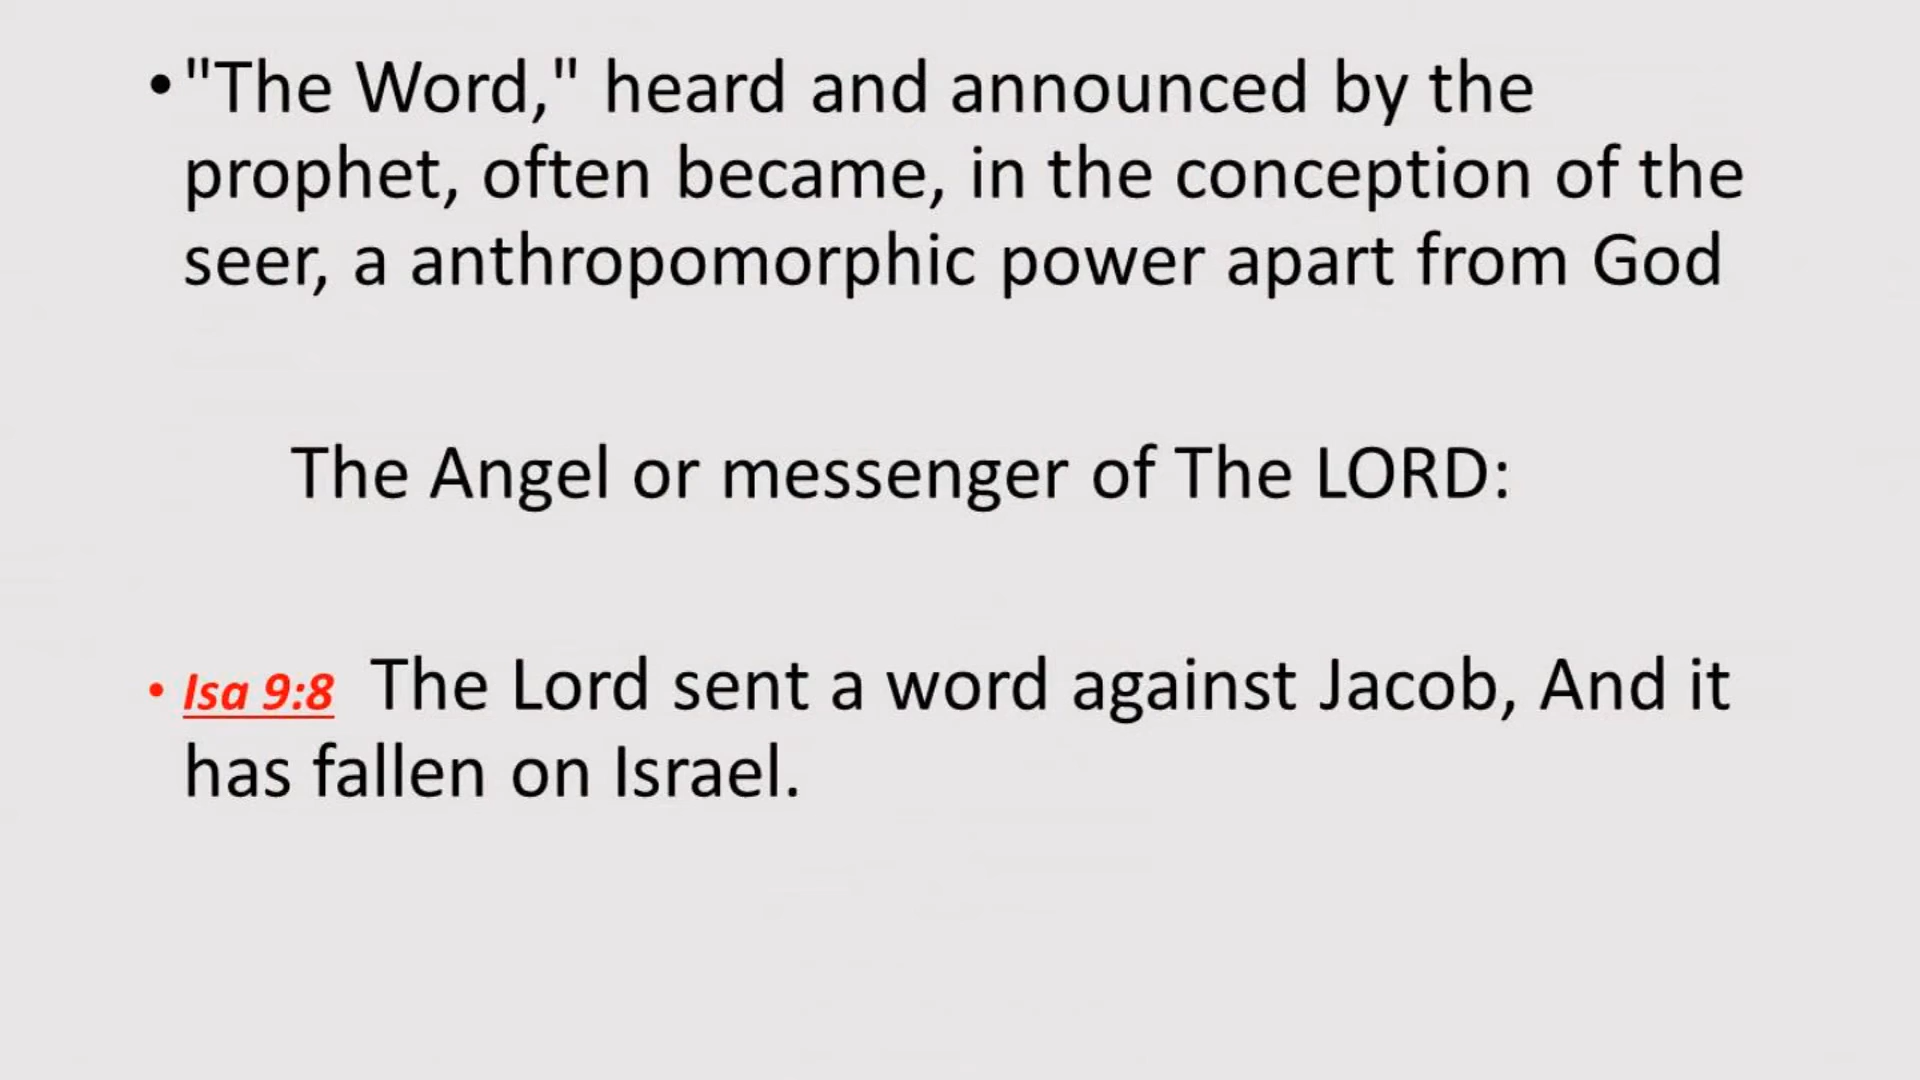 • "The Word," heard and announced by the
prophet, often became, in the conception of the
seer, a anthropomorphic power apart from God
The Angel or messenger of The LORD:
• Isa 9:8 The Lord sent a word against Jacob, And it
has fallen on Israel.